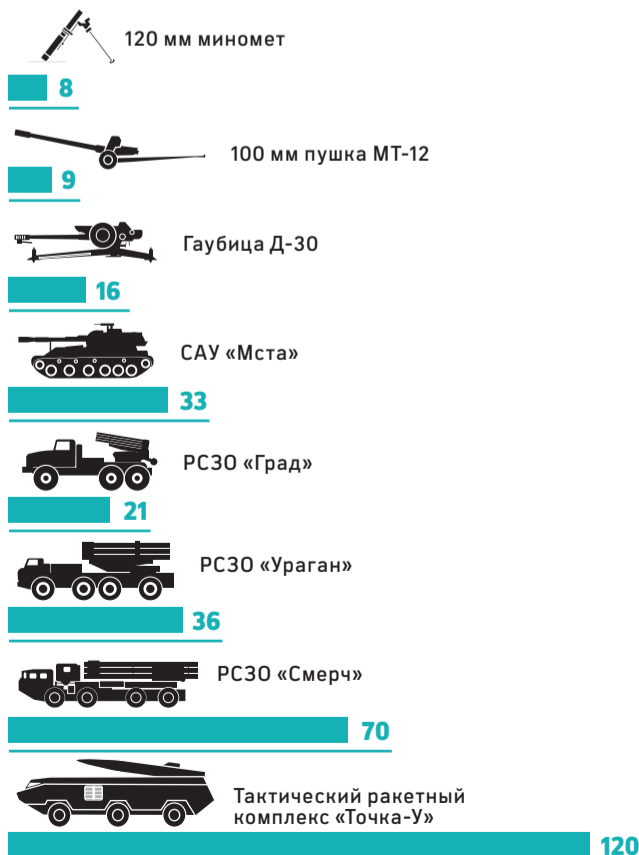 120 мм миномет
8
100 мм пушка МТ-12
9
Гаубица Д-30
16
САУ «Мста»
33
РСЗО «Град»
21
РСЗО «Ураган»
36
РСЗО «Смерч»
70
Тактический ракетный
комплекс «Точка-У»
120